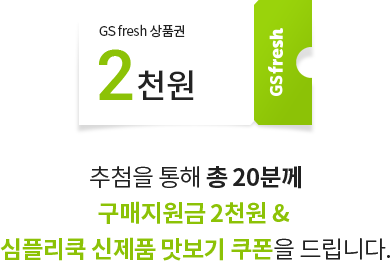 GS fresh 상품권
2천원
GS fresh
추첨을 통해 총 20분께
구매지원금 2천원 &
심플리쿡 신제품 맛보기 쿠폰을 드립니다.